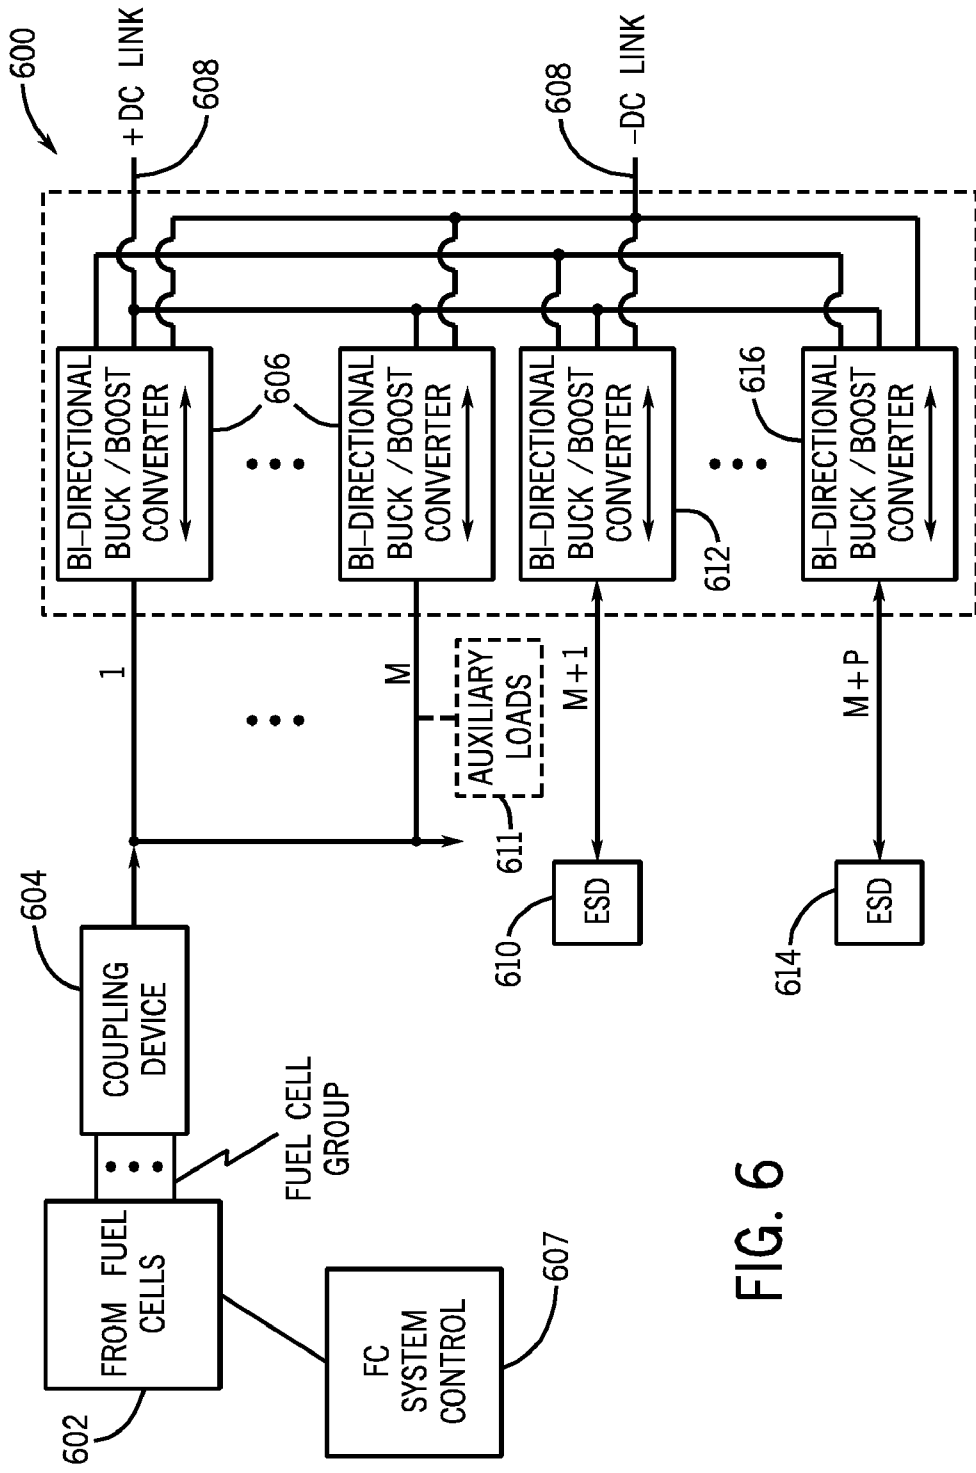 600
+DC LINK
608
608
-DC LINK
BI-DIRECTIONAL
BUCK/BOOST
CONVERTER
606
BI-DIRECTIONAL
BUCK/BOOST
CONVERTER
BI-DIRECTIONAL
BUCK/BOOST
CONVERTER
612
616
BI-DIRECTIONAL
BUCK/BOOST
CONVERTER
1
M
AUXILIARY
LOADS
611
M+1
M+P
604
COUPLING
DEVICE
610
ESD
614
ESD
FUEL CELL
GROUP
FROM FUEL
CELLS
602
FC
SYSTEM
CONTROL
607
FIG. 6